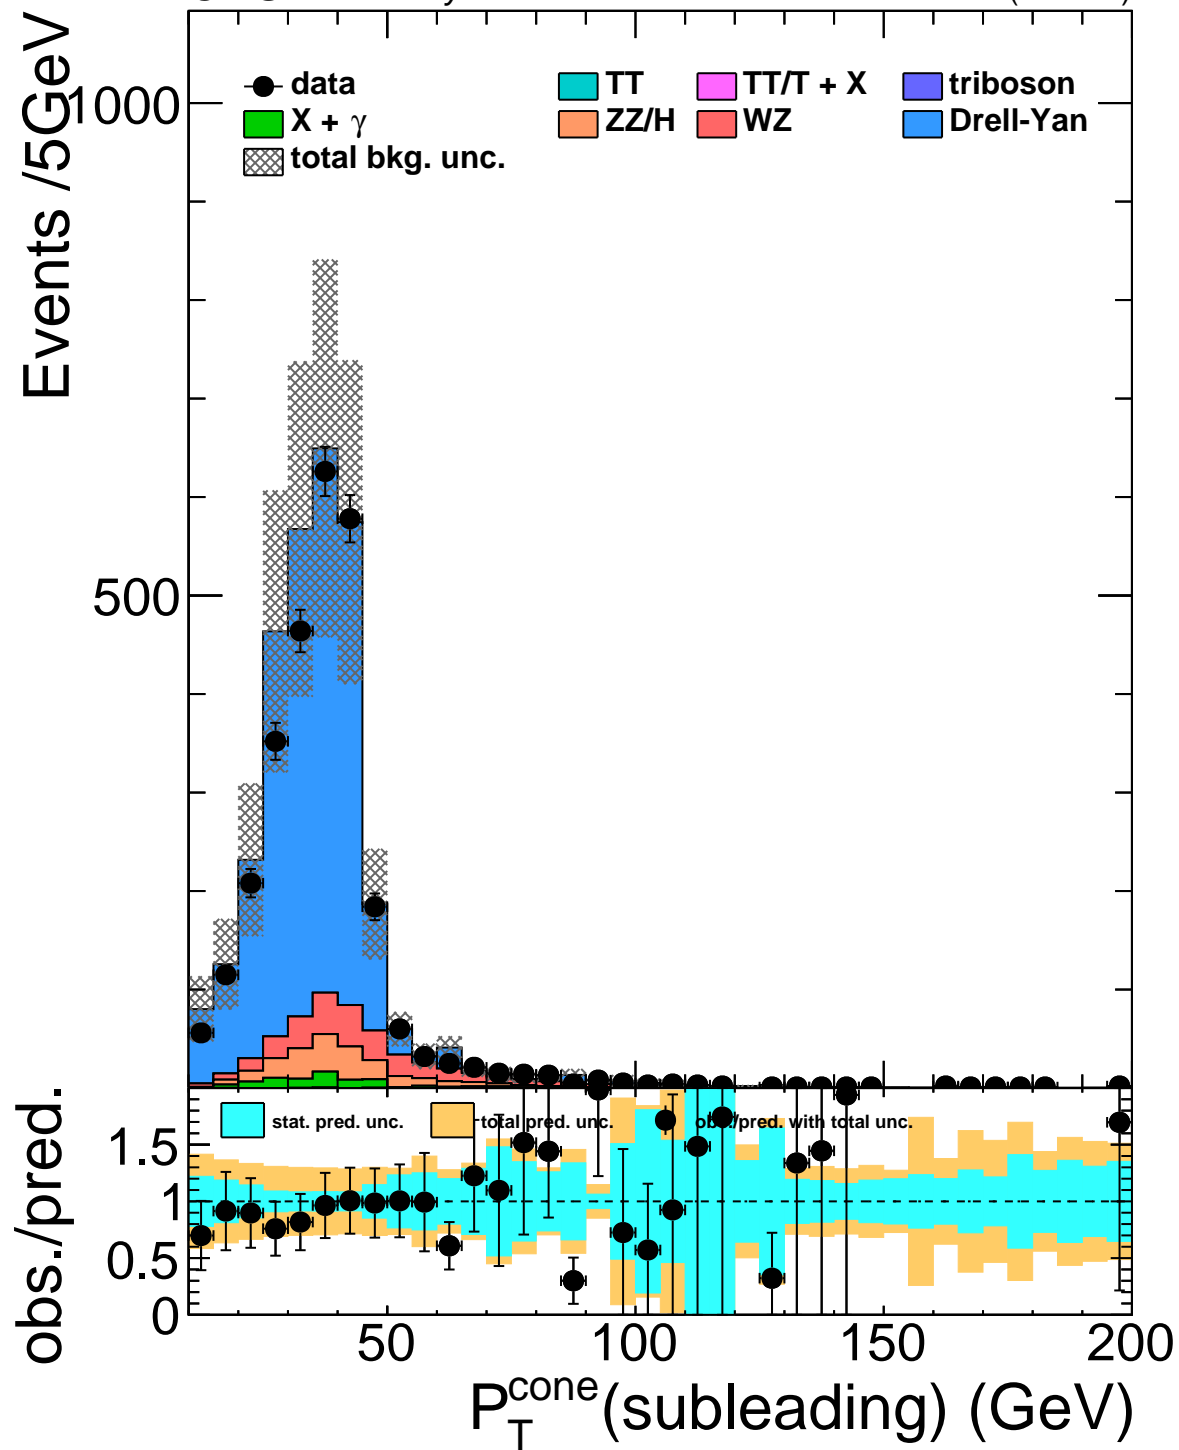 Events /5GeV
data
TT
TT/T + X
triboson
X + γ
ZZ/H
WZ
Drell-Yan
total bkg. unc.
1000
500
obs./pred.
stat. pred. unc.
total pred. unc.
obs./pred. with total unc.
1.5
1
0.5
0
50
100
150
200
P_T^cone(subleading) (GeV)